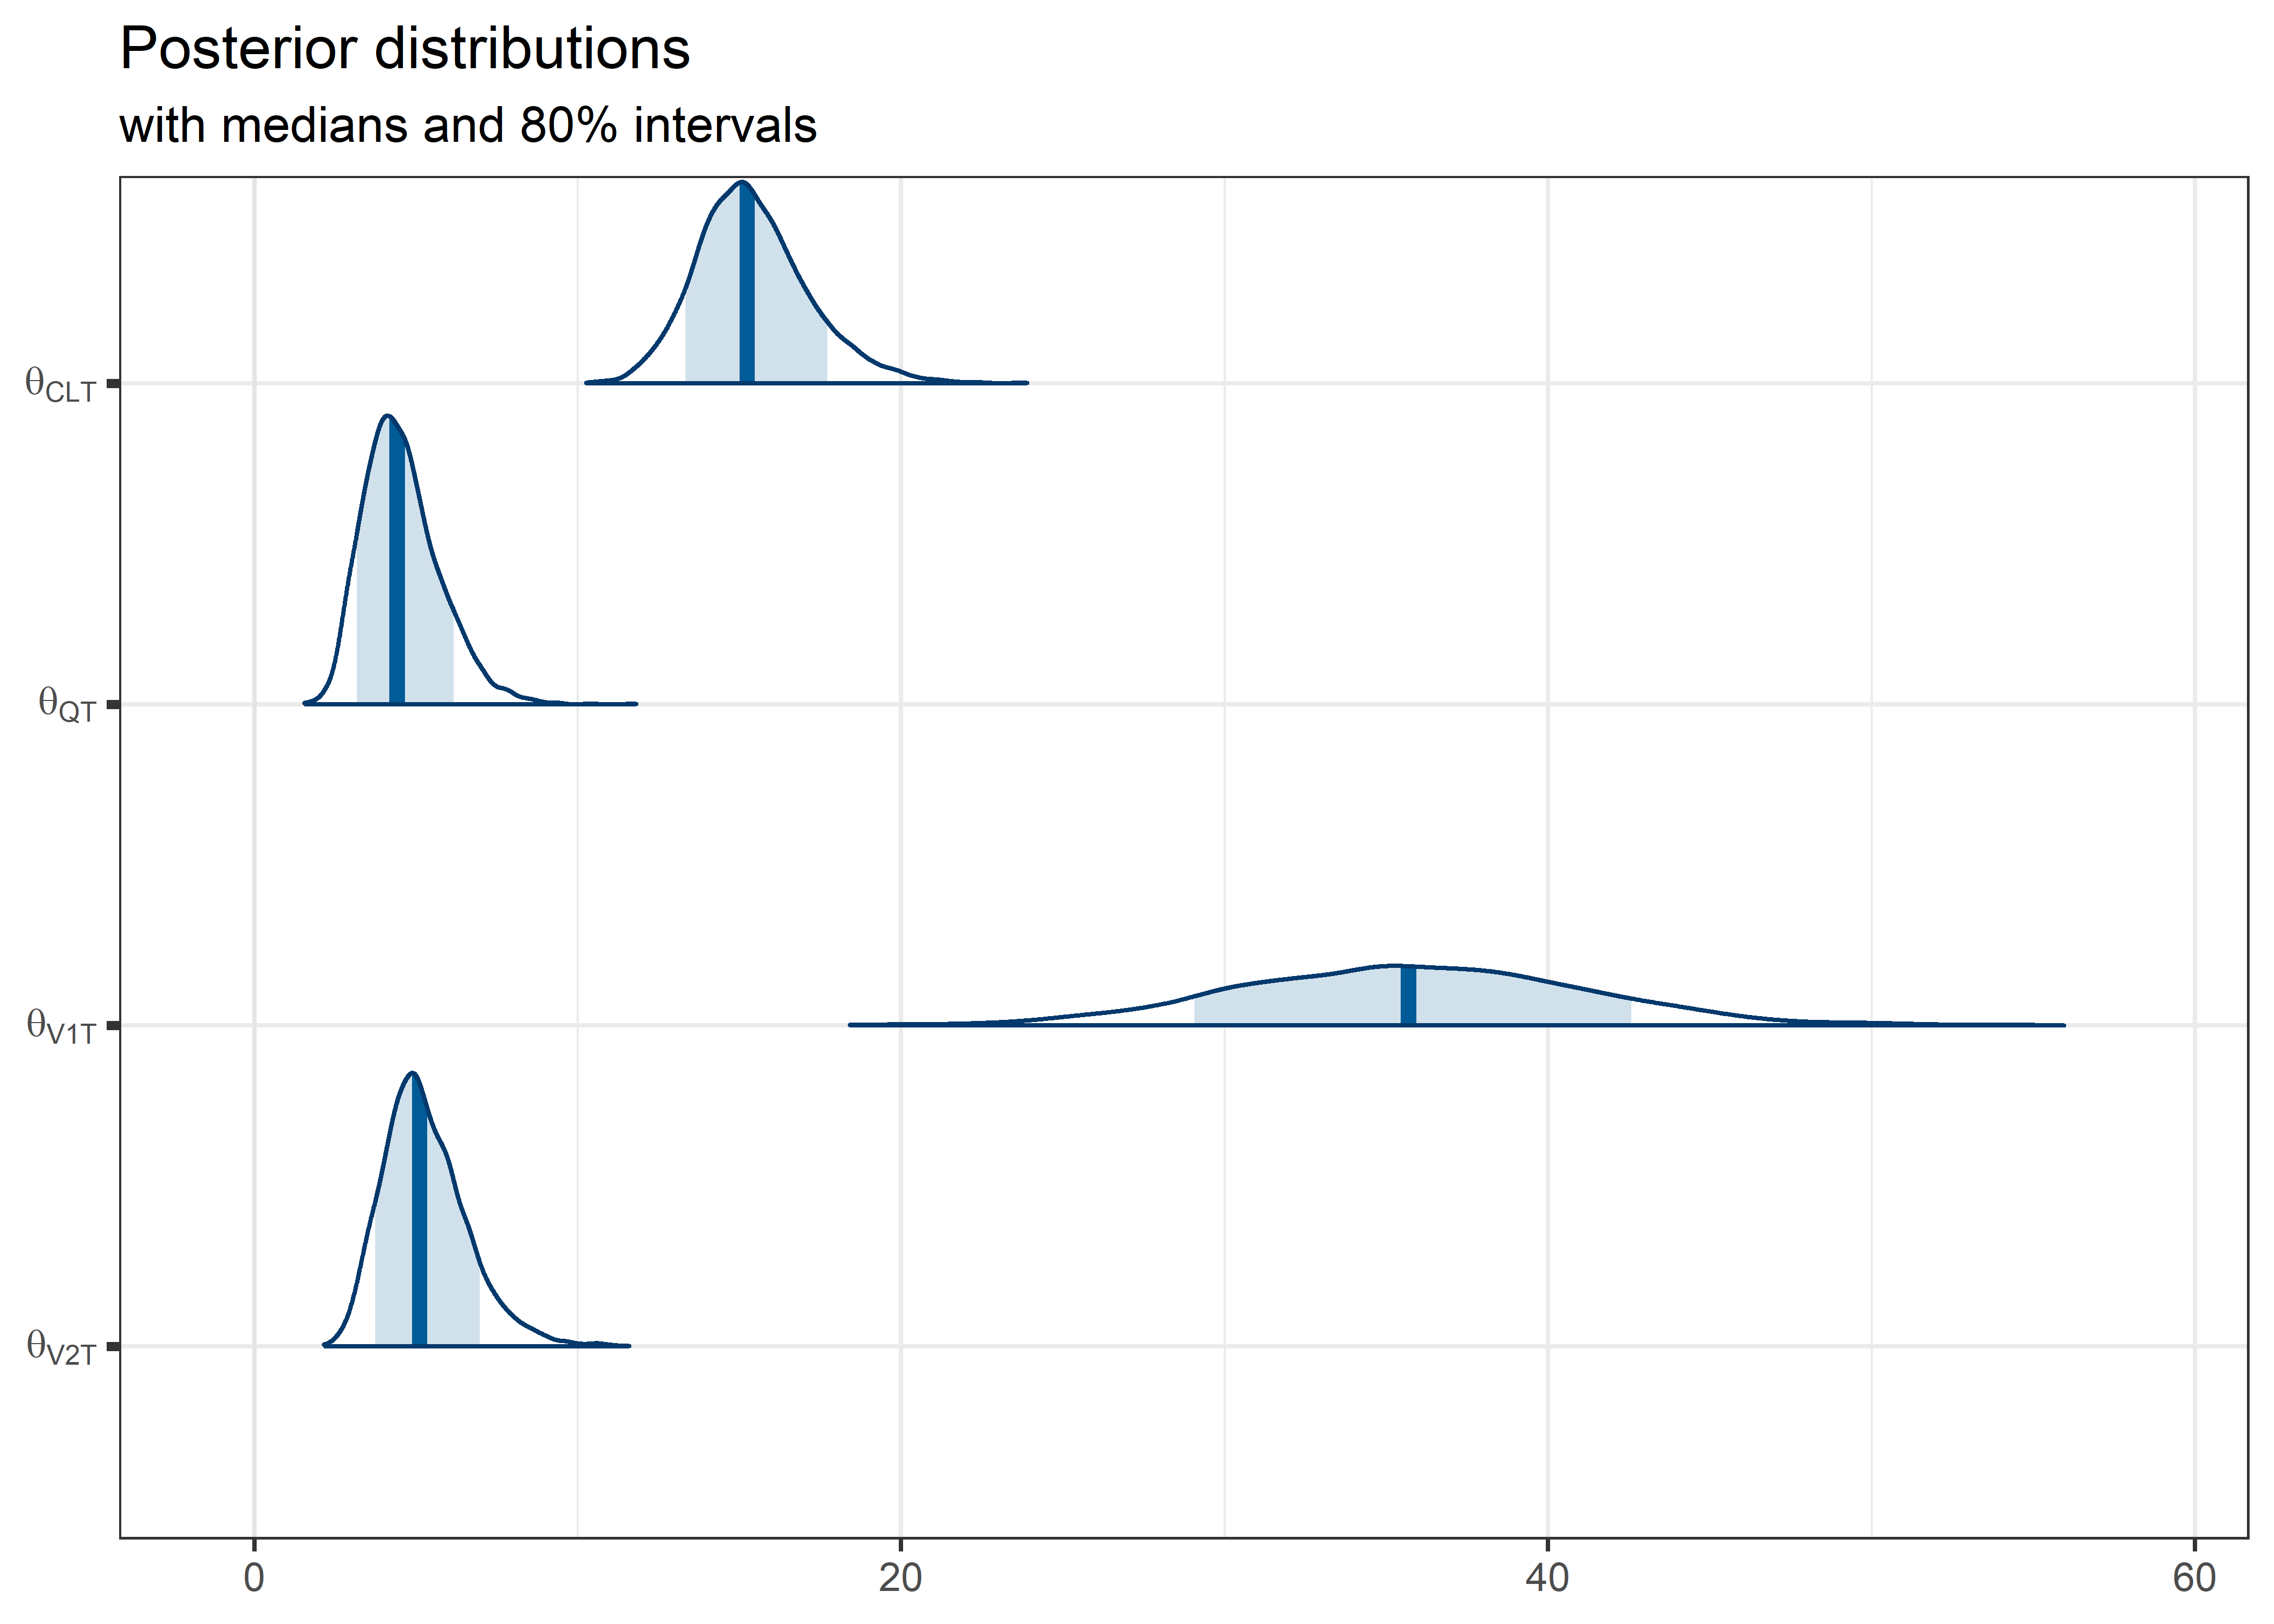 Posterior distributions
with medians and 80% intervals
θCLT
θQT
θV1T
θV2T
0 20 40 60